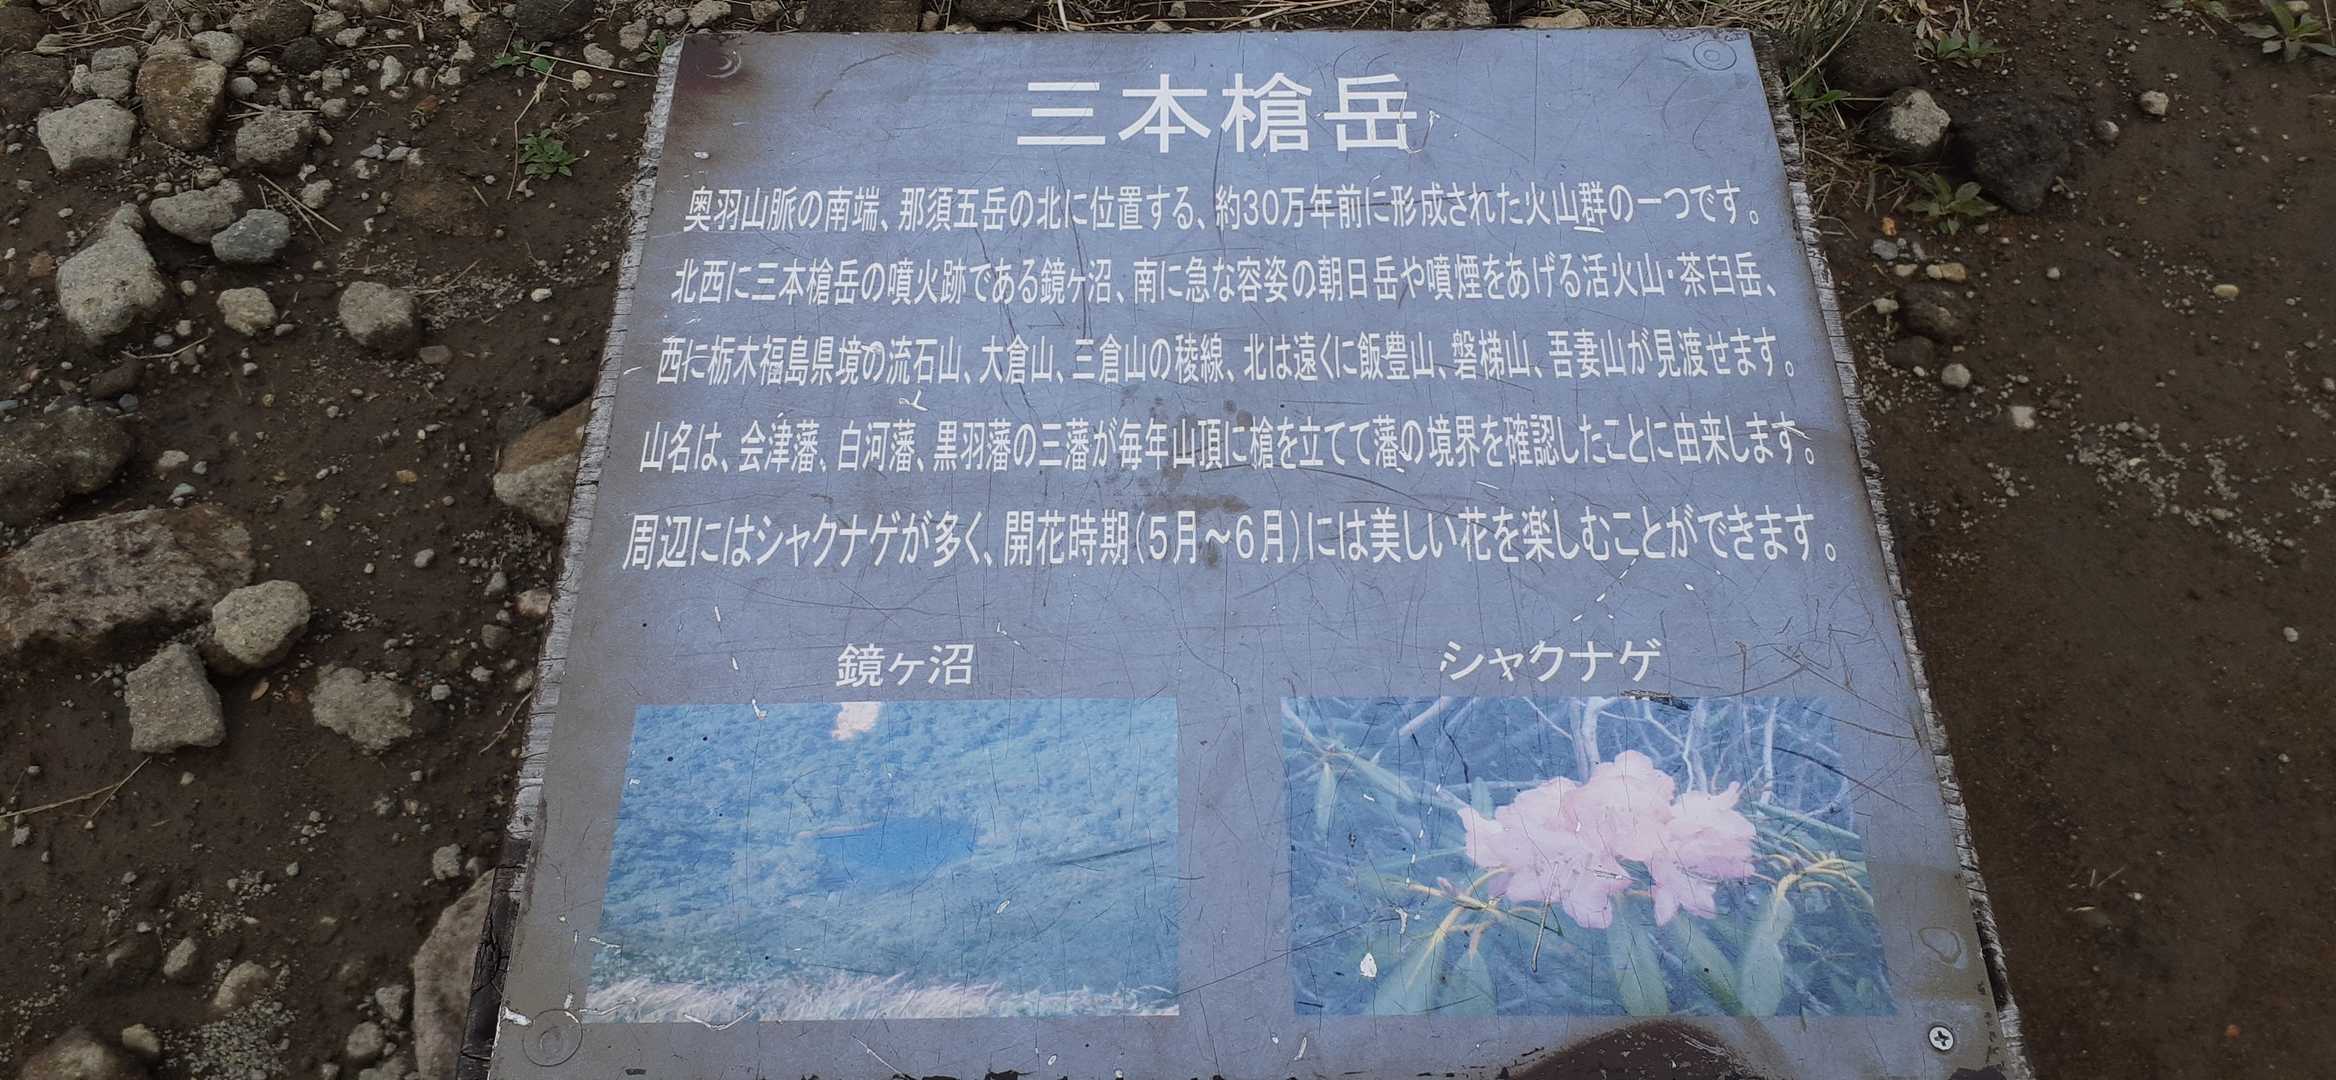 三本槍岳
奥羽山脈の南端、那須五岳の北に位置する、約30万年前に形成された火山群の一つです。
北西に三本槍岳の噴火跡である鏡ヶ沼、南に急な容姿の朝日岳や噴煙をあげる活火山・茶臼岳、
西に栃木福島県境の流石山、大倉山、三倉山の稜線、北は遠くに飯豊山、磐梯山、吾妻山が見渡せます。
山名は、会津藩、白河藩、黒羽藩の三藩が毎年山頂に槍を立てて藩の境界を確認したことに由来します。
周辺にはシャクナゲが多く、開花時期(5月～6月)には美しい花を楽しむことができます。
鏡ヶ沼
シャクナゲ